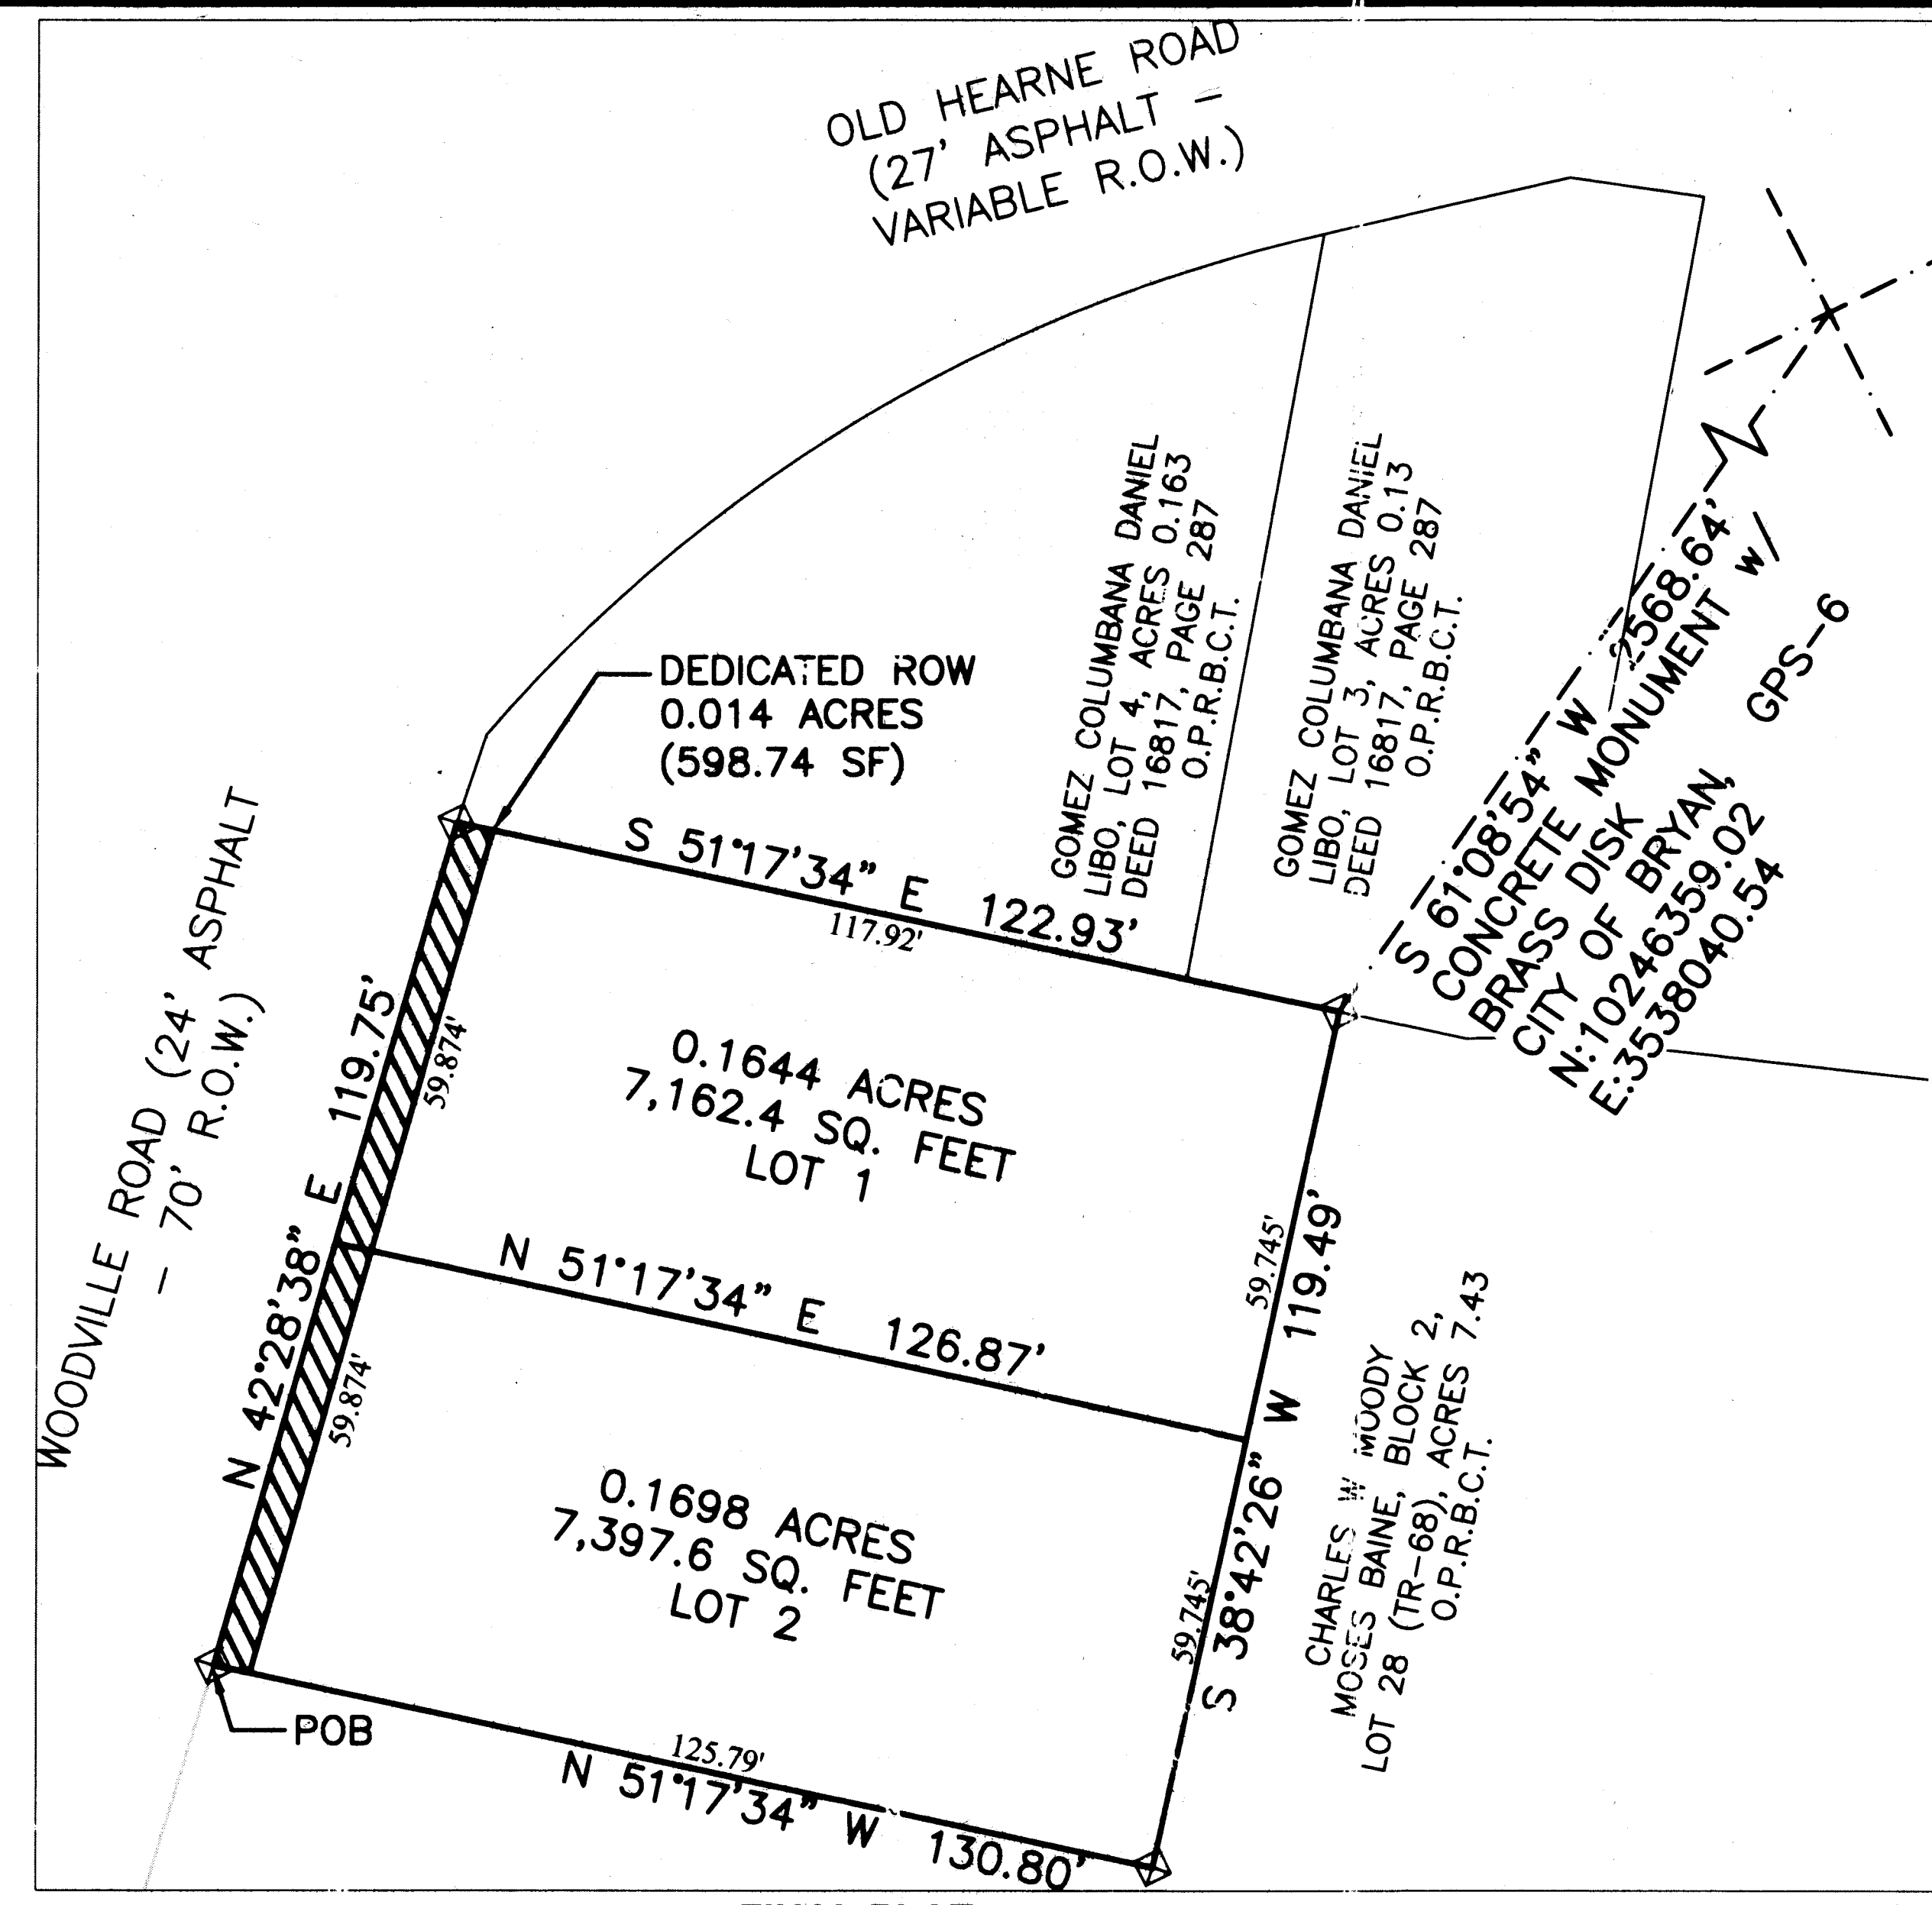 OLD HEARNE ROAD
(27' ASPHALT -
VARIABLE R.O.W.)
DEDICATED ROW
0.014 ACRES
(598.74 SF)
GOMEZ COLUMBANA DANIEL
LIBO, LOT 4, ACRES 0.163
DEED 16817, PAGE 287
O.P.R.B.C.T.
GOMEZ COLUMBANA DANIEL
LIBO, LOT 3, ACRES 0.13
DEED 16817, PAGE 287
O.P.R.B.C.T.
S 61°08'54" W 2568.64'
CONCRETE MONUMENT w/
BRASS DISK
CITY OF BRYAN, GPS-6
N:10246359.02
E:3538040.54
WOODVILLE ROAD (24' ASPHALT
- 70' R.O.W.)
N 42°28'38" E 119.75'
59.874'
59.874'
S 51°17'34" E 122.93'
117.92'
0.1644 ACRES
7,162.4 SQ. FEET
LOT 1
N 51°17'34" E 126.87'
59.745'
S 38°42'26" W 119.49'
59.745'
0.1698 ACRES
7,397.6 SQ. FEET
LOT 2
CHARLES W MOODY
MOSES BAINE, BLOCK 2,
LOT 28 (TR-68), ACRES 7.43
O.P.R.B.C.T.
POB
125.79'
N 51°17'34" W 130.80'